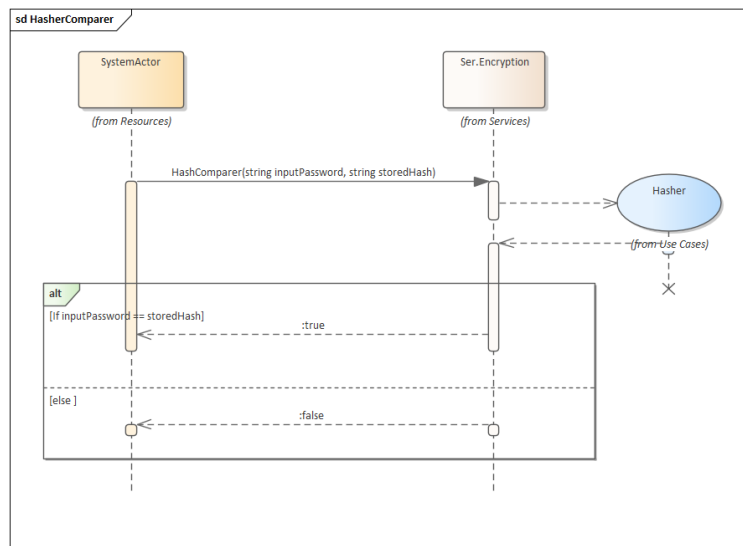 sd HasherComparer
SystemActor
Ser.Encryption
(from Resources)
(from Services)
HashComparer(string inputPassword, string storedHash)
Hasher
(from Use Cases)
alt
[If inputPassword == storedHash]
:true
[else ]
:false